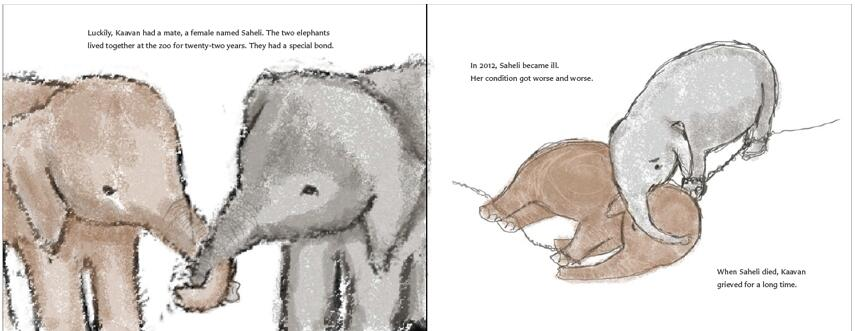 Luckily, Kaavan had a mate, a female named Saheli. The two elephants
lived together at the zoo for twenty-two years. They had a special bond.
In 2012, Saheli became ill.
Her condition got worse and worse.
When Saheli died, Kaavan
grieved for a long time.